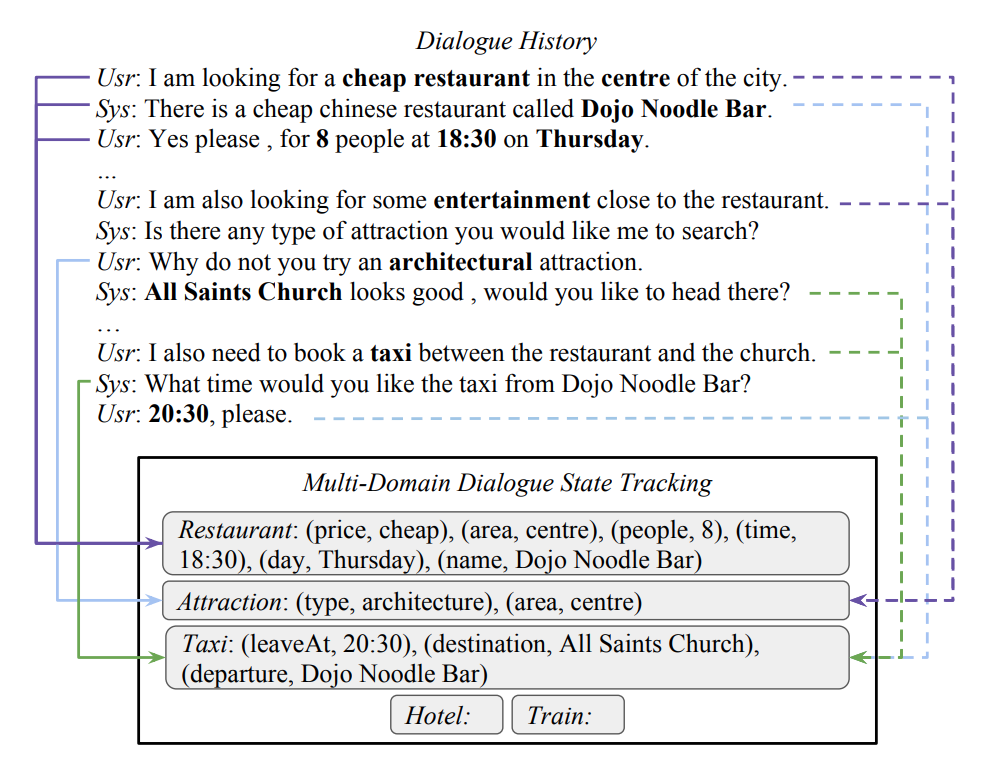 Dialogue History
Usr: I am looking for a cheap restaurant in the centre of the city.
Sys: There is a cheap chinese restaurant called Dojo Noodle Bar.
Usr: Yes please , for 8 people at 18:30 on Thursday.
...
Usr: I am also looking for some entertainment close to the restaurant.
Sys: Is there any type of attraction you would like me to search?
Usr: Why do not you try an architectural attraction.
Sys: All Saints Church looks good , would you like to head there?
...
Usr: I also need to book a taxi between the restaurant and the church.
Sys: What time would you like the taxi from Dojo Noodle Bar?
Usr: 20:30, please.
Multi-Domain Dialogue State Tracking
Restaurant: (price, cheap), (area, centre), (people, 8), (time,
18:30), (day, Thursday), (name, Dojo Noodle Bar)
Attraction: (type, architecture), (area, centre)
Taxi: (leaveAt, 20:30), (destination, All Saints Church),
(departure, Dojo Noodle Bar)
Hotel: Train: